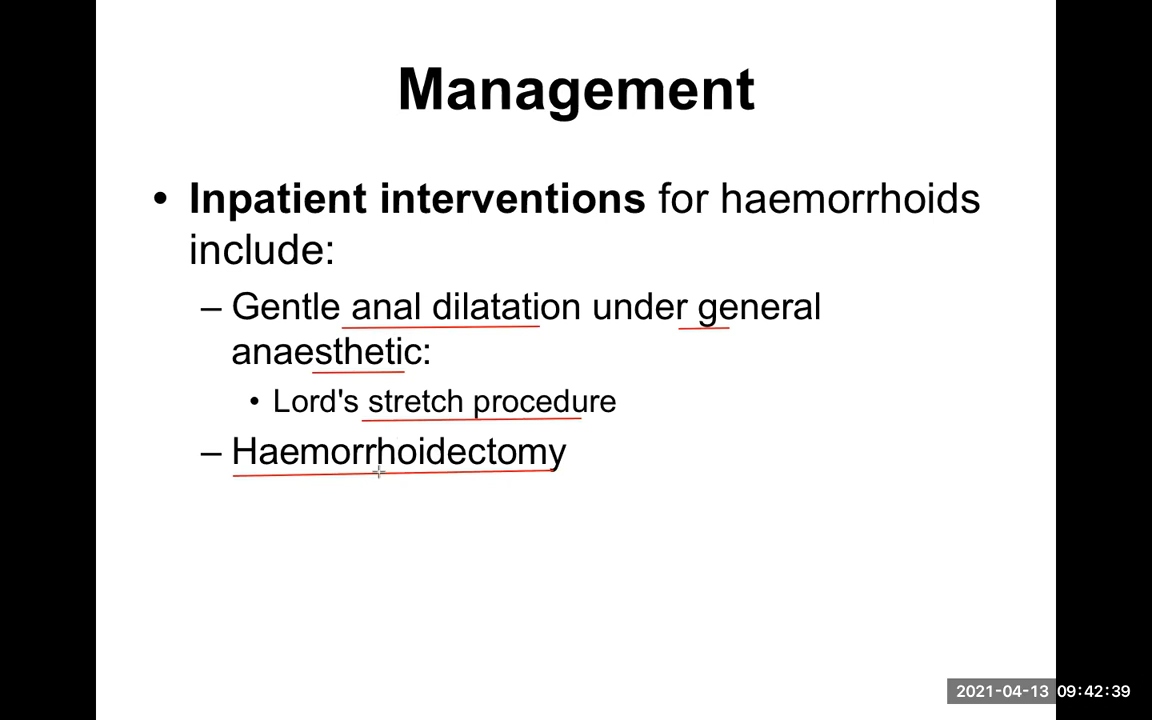 Management
• Inpatient interventions for haemorrhoids
include:
– Gentle anal dilatation under general
anaesthetic:
• Lord's stretch procedure
– Haemorrhoidectomy
2021-04-13 09:42:39